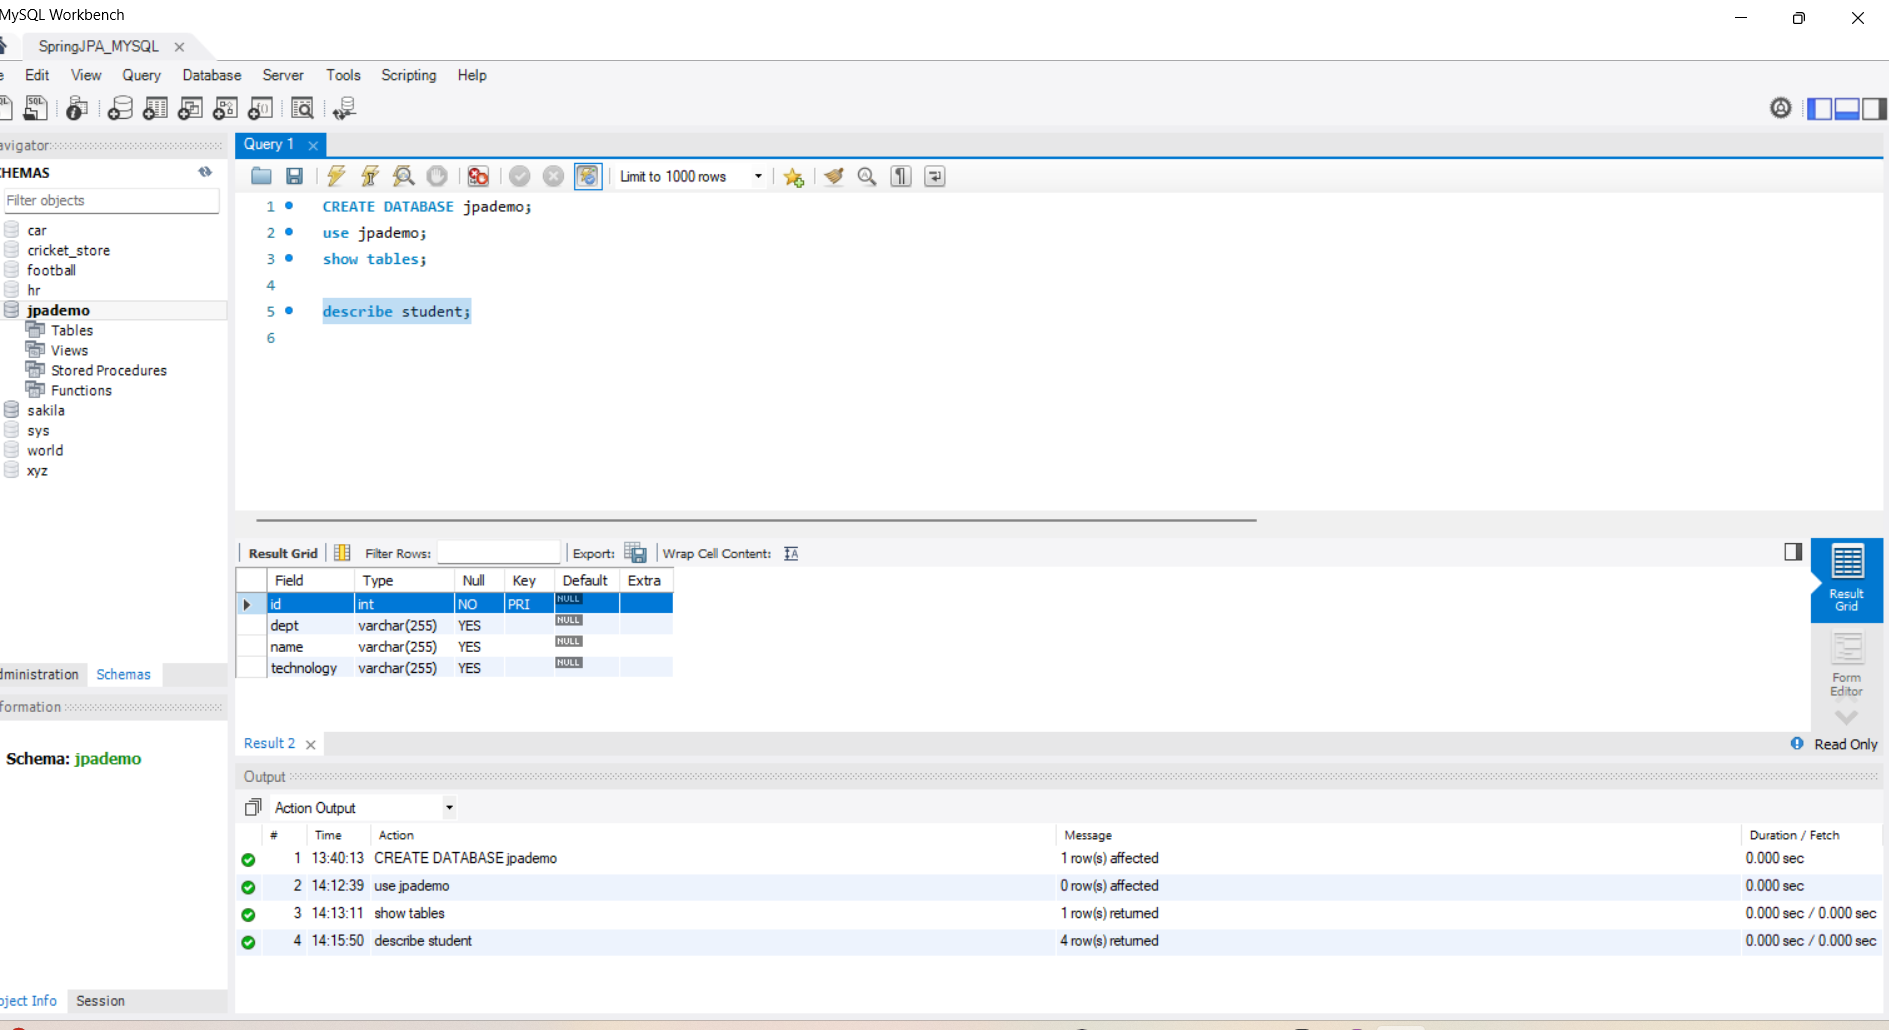 MySQL Workbench
SpringJPA_MYSQL
Edit View Query Database Server Tools Scripting Help
avigator
CHEMAS
Filter objects
car
cricket_store
football
hr
jpademo
Tables
Views
Stored Procedures
Functions
sakila
sys
world
xyz
dministration Schemas
formation
Schema: jpademo
bject Info Session
Query 1
Limit to 1000 rows
1 CREATE DATABASE jpademo;
2 use jpademo;
3 show tables;
4
5 describe student;
6
Result Grid Filter Rows: Export: Wrap Cell Content:
Field Type Null Key Default Extra
id int NO PRI NULL
dept varchar(255) YES NULL
name varchar(255) YES NULL
technology varchar(255) YES NULL
Result
Grid
Form
Editor
Result 2
Read Only
Output
Action Output
# Time Action Message Duration / Fetch
1 13:40:13 CREATE DATABASE jpademo 1 row(s) affected 0.000 sec
2 14:12:39 use jpademo 0 row(s) affected 0.000 sec
3 14:13:11 show tables 1 row(s) returned 0.000 sec / 0.000 sec
4 14:15:50 describe student 4 row(s) returned 0.000 sec / 0.000 sec